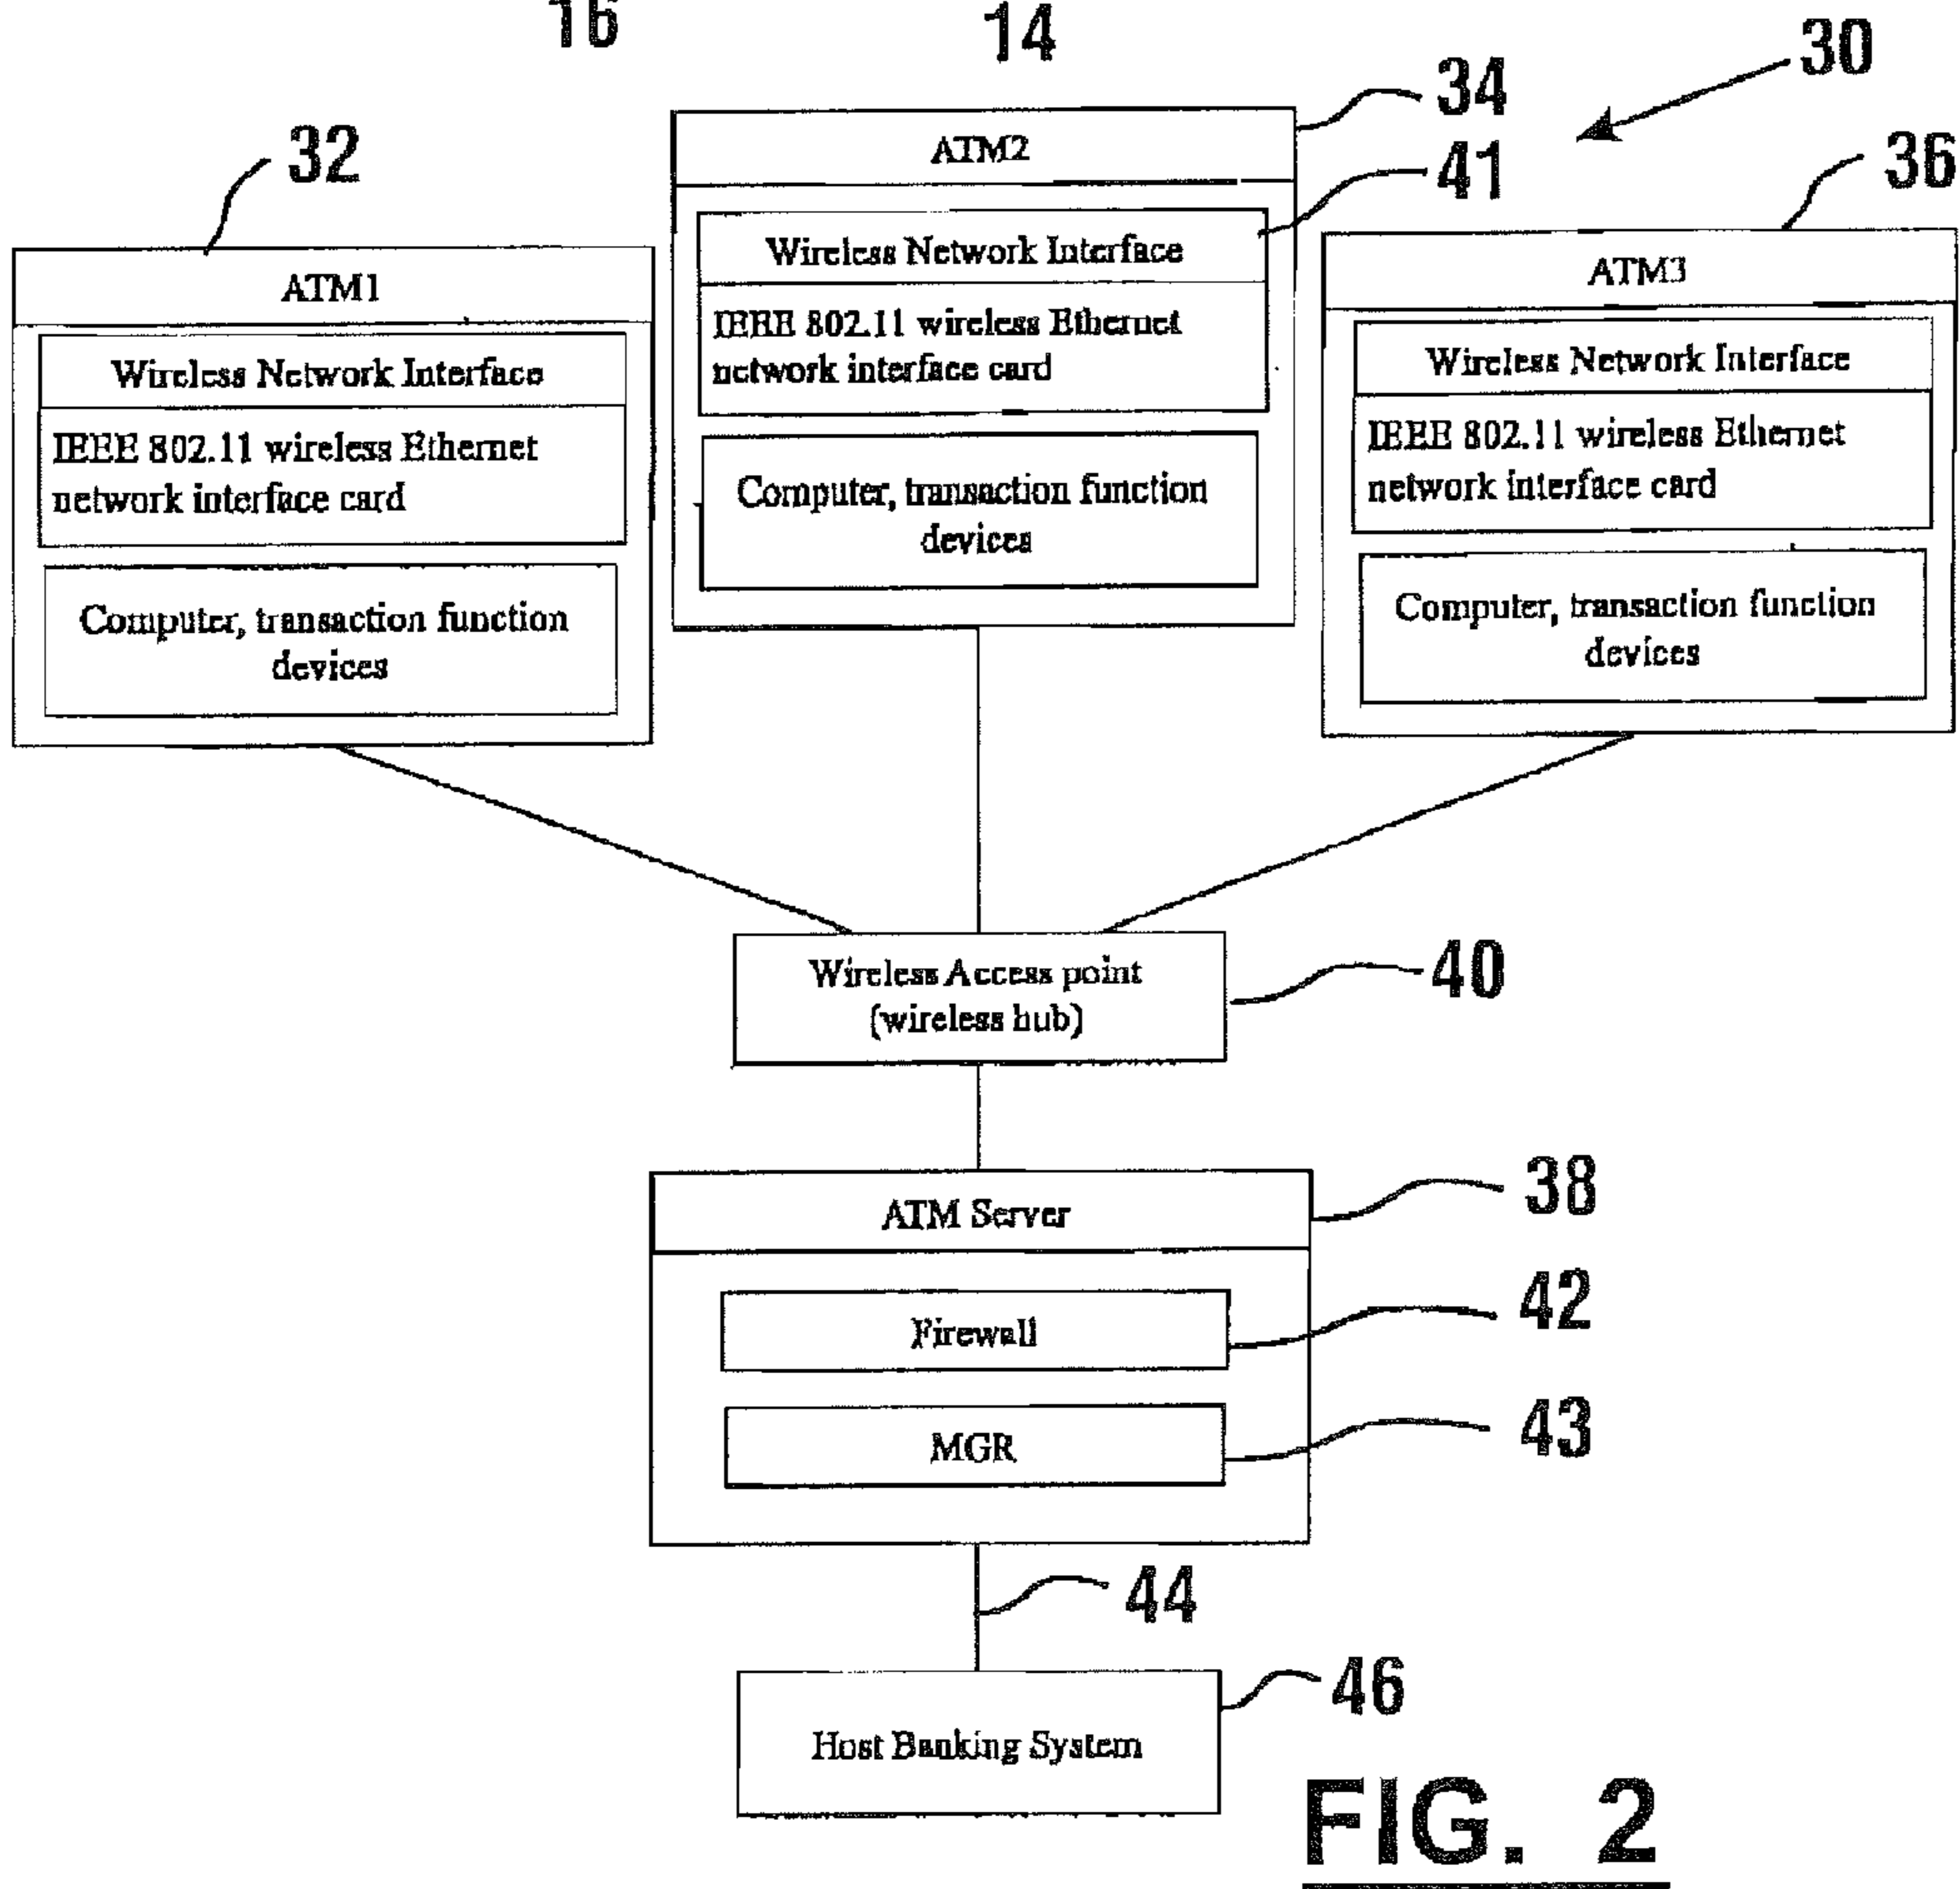 16
14
30
34
32
ATM2
41
36
Wireless Network Interface
ATM3
ATM1
IEEE 802.11 wireless Ethernet
network interface card
Wireless Network Interface
Wireless Network Interface
IEEE 802.11 wireless Ethernet
network interface card
IEEE 802.11 wireless Ethernet
network interface card
Computer, transaction function
devices
Computer, transaction function
devices
Computer, transaction function
devices
Wireless Access point
(wireless hub)
40
ATM Server
38
Firewall
42
MGR
43
44
Host Banking System
46
FIG. 2